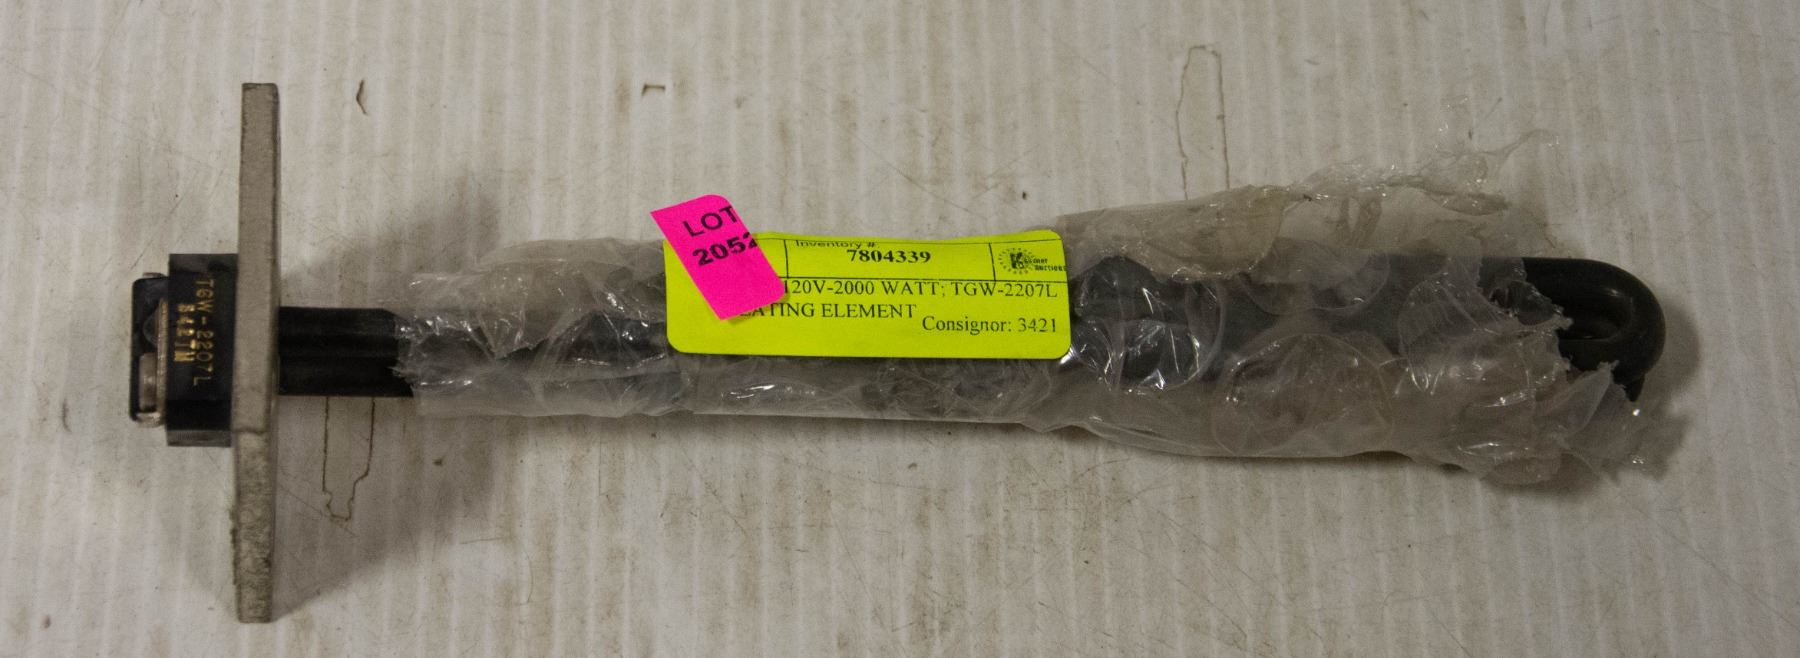 LOT
2052
Inventory #
7804339
120V-2000 WATT; TGW-2207L
EATING ELEMENT
Consignor: 3421
TGW-2207L